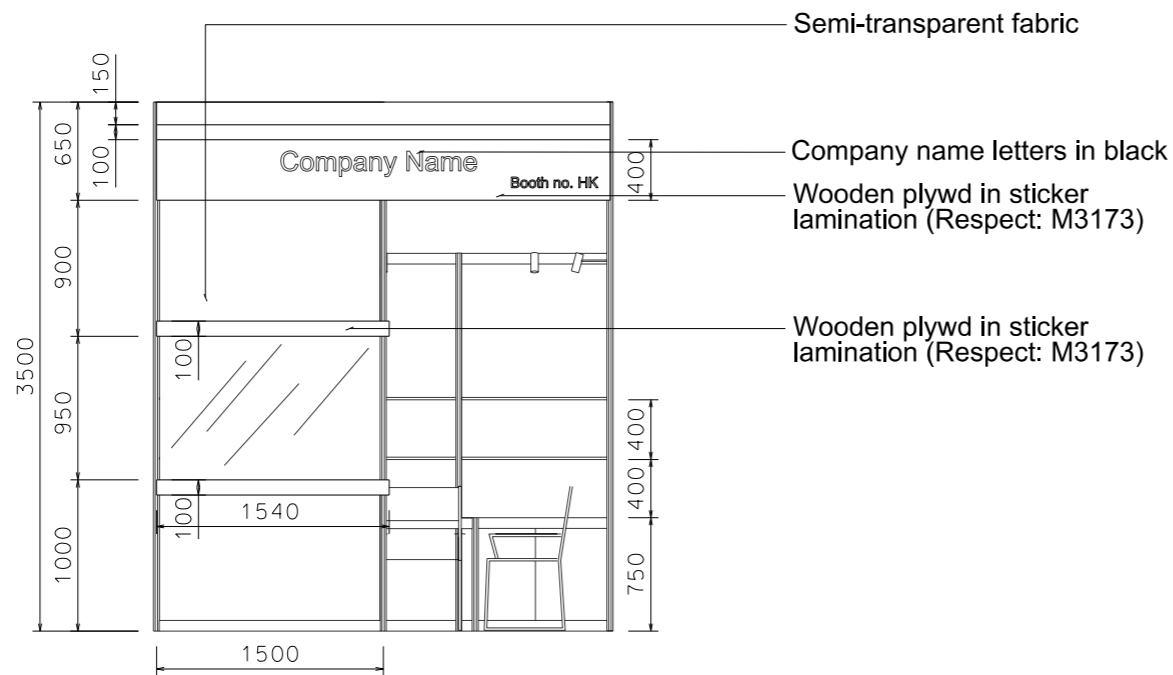 Semi-transparent fabric
150
650
100
Company Name
Company name letters in black
400
Booth no. HK
Wooden plywd in sticker
lamination (Respect: M3173)
900
3500
100
Wooden plywd in sticker
lamination (Respect: M3173)
950
400
400
100
1540
1000
750
1500